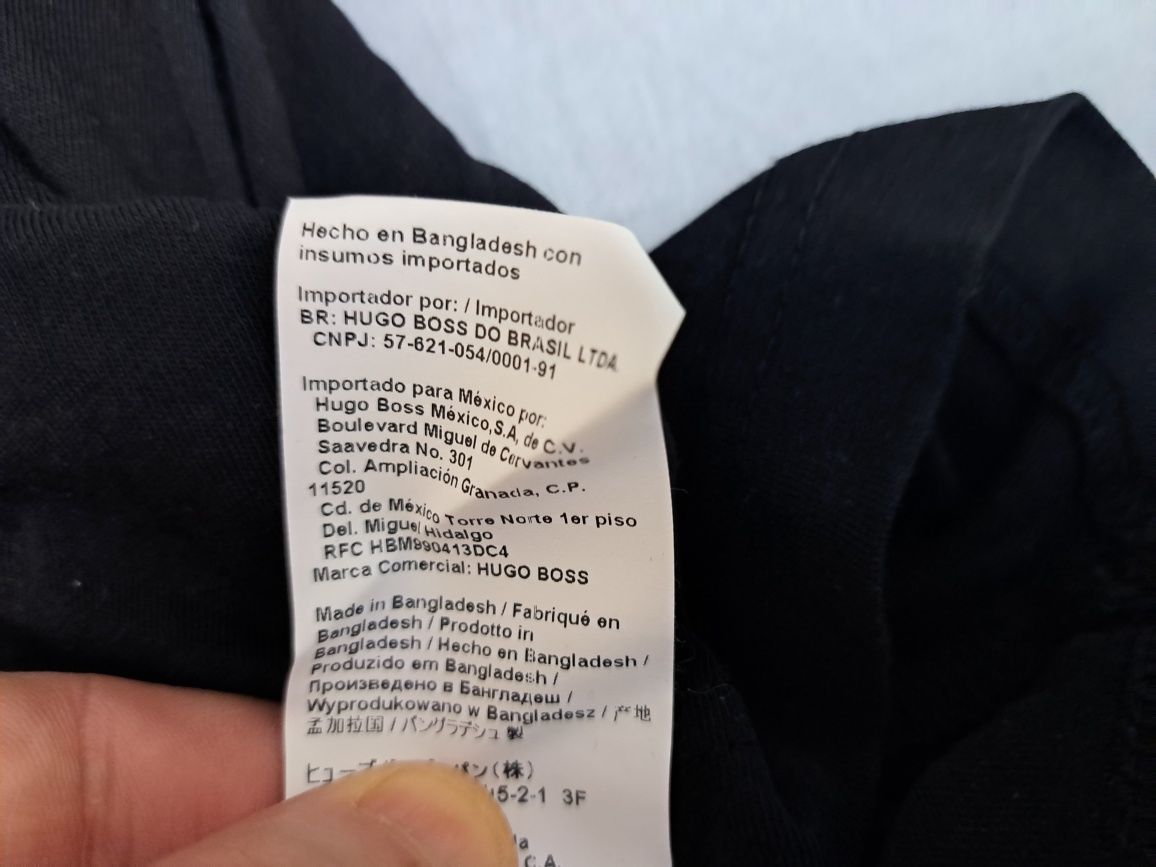 Hecho en Bangladesh con
insumos importados
Importador por: / Importador
BR: HUGO BOSS DO BRASIL LTDA
CNPJ: 57-621-054/0001-91
Importado para México por:
Hugo Boss México,S.A, de C.V.
Boulevard Miguel de Cervantes
Saavedra No. 301
Col. Ampliación Granada, C.P.
11520
Cd. de México Torre Norte 1er piso
Del. Miguel Hidalgo
RFC HBM990413DC4
Marca Comercial: HUGO BOSS
Made in Bangladesh / Fabriqué en
Bangladesh / Prodotto in
Bangladesh / Hecho en Bangladesh /
Produzido em Bangladesh /
Произведено в Бангладеш /
Wyprodukowano w Bangladesz / 产地
孟加拉国 / バングラデシュ 製
(株)
5-2-1 3F
C.A.